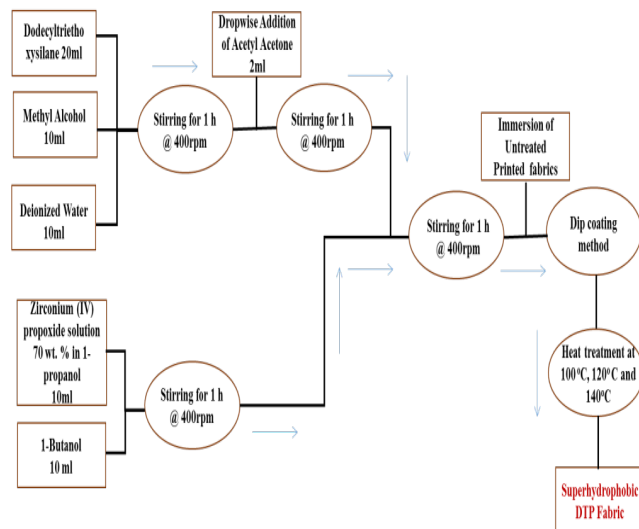 Dodecyltrietho
xysilane 20ml
Methyl Alcohol
10ml
Deionized Water
10ml
Stirring for 1 h
@ 400rpm
Dropwise Addition
of Acetyl Acetone
2ml
Stirring for 1 h
@ 400rpm
Zirconium (IV)
propoxide solution
70 wt. % in 1-
propanol
10ml
1-Butanol
10 ml
Stirring for 1 h
@ 400rpm
Stirring for 1 h
@ 400rpm
Immersion of
Untreated
Printed fabrics
Dip coating
method
Heat treatment at
100°C, 120°C and
140°C
Superhydrophobic
DTP Fabric